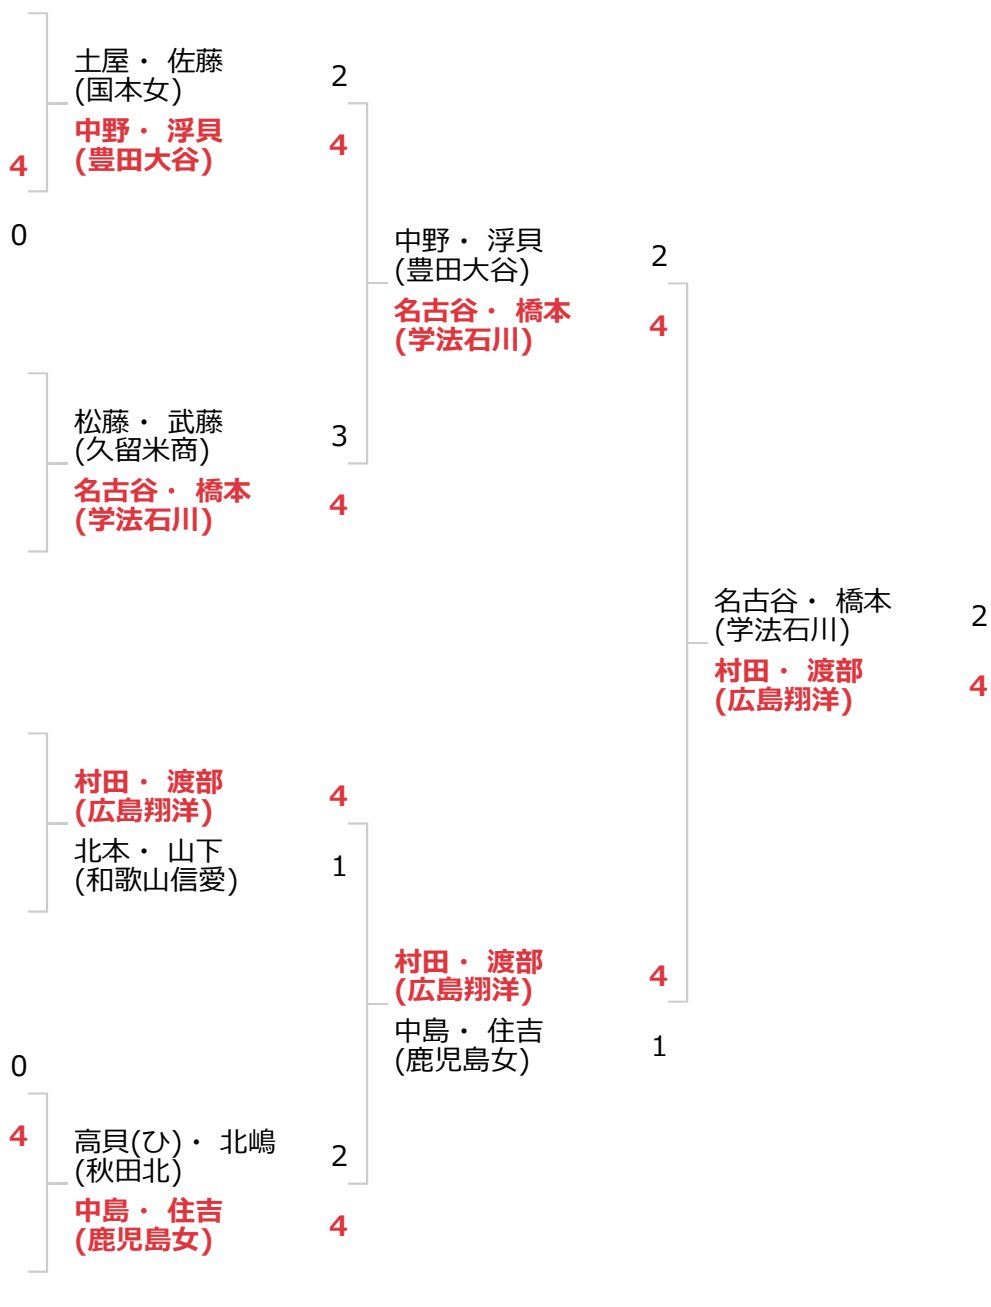 土屋・ 佐藤
(国本女)
2
中野・ 浮貝
(豊田大谷)
4
4
0
中野・ 浮貝
(豊田大谷)
2
名古谷・ 橋本
(学法石川)
4
松藤・ 武藤
(久留米商)
3
名古谷・ 橋本
(学法石川)
4
名古谷・ 橋本
(学法石川)
2
村田・ 渡部
(広島翔洋)
4
村田・ 渡部
(広島翔洋)
4
北本・ 山下
(和歌山信愛)
1
村田・ 渡部
(広島翔洋)
4
中島・ 住吉
(鹿児島女)
1
0
4
高貝(ひ)・ 北嶋
(秋田北)
2
中島・ 住吉
(鹿児島女)
4